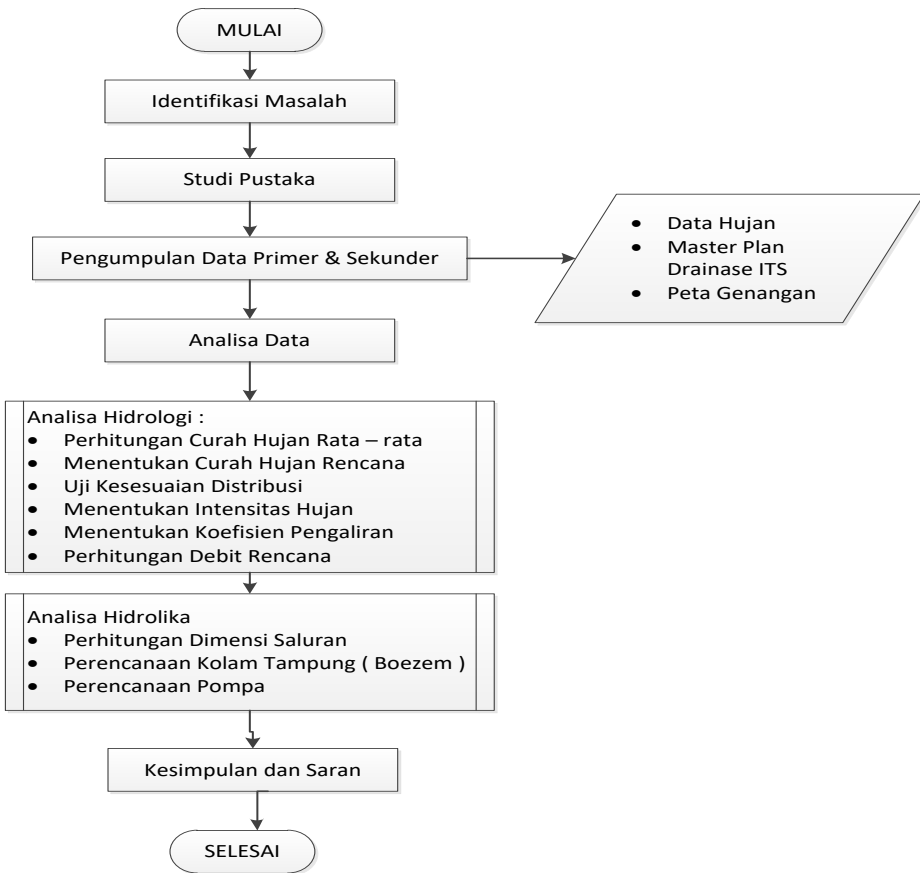 MULAI
Identifikasi Masalah
Studi Pustaka
Pengumpulan Data Primer & Sekunder
• Data Hujan
• Master Plan
Drainase ITS
• Peta Genangan
Analisa Data
Analisa Hidrologi :
• Perhitungan Curah Hujan Rata – rata
• Menentukan Curah Hujan Rencana
• Uji Kesesuaian Distribusi
• Menentukan Intensitas Hujan
• Menentukan Koefisien Pengaliran
• Perhitungan Debit Rencana
Analisa Hidrolika
• Perhitungan Dimensi Saluran
• Perencanaan Kolam Tampung ( Boezem )
• Perencanaan Pompa
Kesimpulan dan Saran
SELESAI